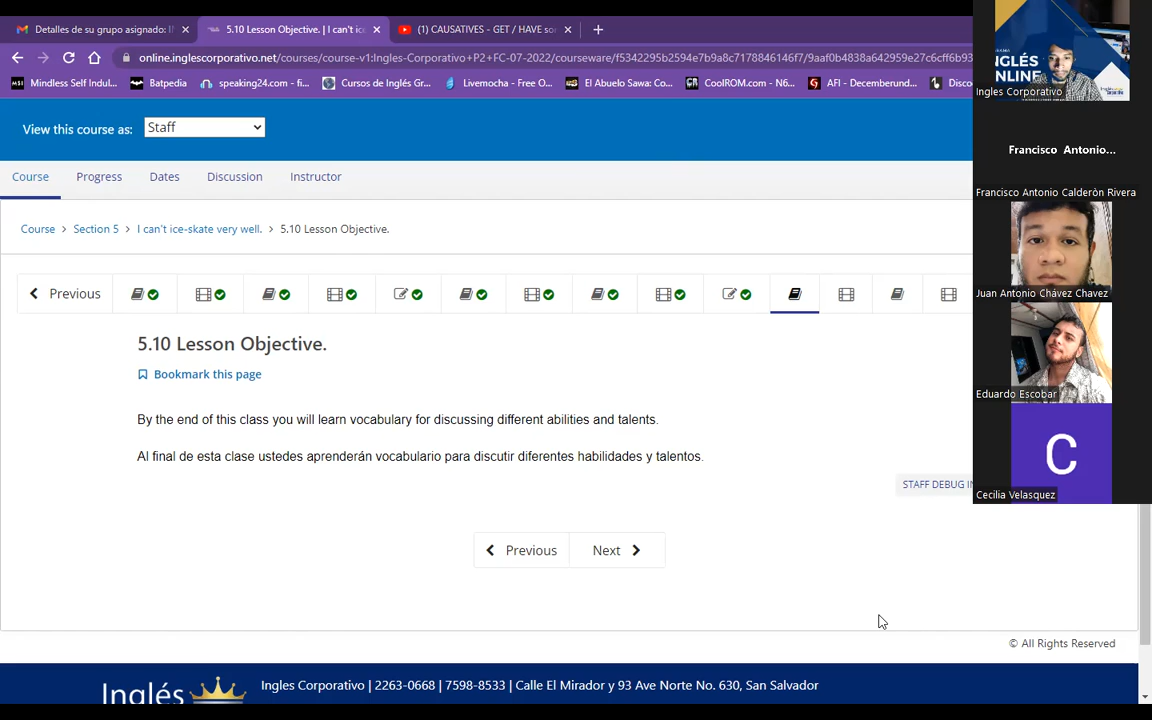 Detalles de su grupo asignado: I
5.10 Lesson Objective. | I can't ic
(1) CAUSATIVES - GET / HAVE so
online.inglescorporativo.net/courses/course-v1:Ingles-Corporativo+P2+FC-07-2022/courseware/f5342295b2594e7b9a8c7178846146f7/9aaf0b4838a642959e27c6cff6b93
Mindless Self Indul...
Batpedia
speaking24.com - fi...
Cursos de Inglés Gr...
Livemocha - Free O...
El Abuelo Sawa: Co...
CoolROM.com - N6...
AFI - Decemberund...
Disco
INGLÉS
ONLINE
Ingles Corporativo
View this course as:
Staff
Francisco Antonio...
Course
Progress
Dates
Discussion
Instructor
Francisco Antonio Calderòn Rivera
Course > Section 5 > I can't ice-skate very well. > 5.10 Lesson Objective.
Previous
Juan Antonio Chávez Chavez
5.10 Lesson Objective.
Bookmark this page
Eduardo Escobar
By the end of this class you will learn vocabulary for discussing different abilities and talents.
Al final de esta clase ustedes aprenderán vocabulario para discutir diferentes habilidades y talentos.
C
STAFF DEBUG IN
Cecilia Velasquez
Previous
Next
© All Rights Reserved
Inglés
Ingles Corporativo | 2263-0668 | 7598-8533 | Calle El Mirador y 93 Ave Norte No. 630, San Salvador